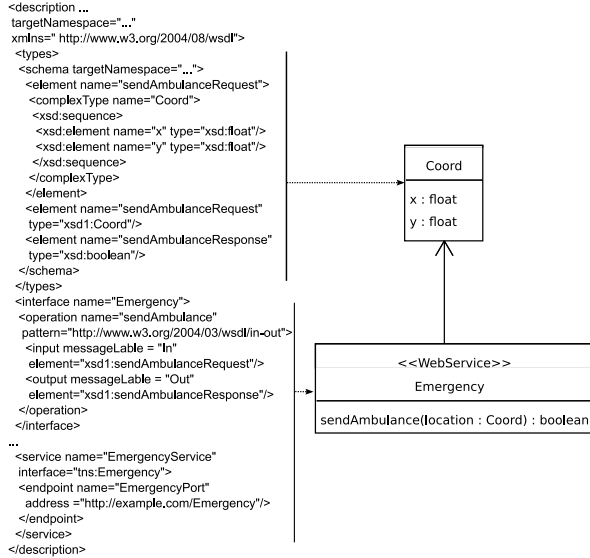 <description ...
targetNamespace="..."
xmlns=" http://www.w3.org/2004/08/wsdl">
<types>
<schema targetNamespace="...">
<element name="sendAmbulanceRequest">
<complexType name="Coord">
<xsd:sequence>
<xsd:element name="x" type="xsd:float"/>
<xsd:element name="y" type="xsd:float"/>
</xsd:sequence>
</complexType>
</element>
<element name="sendAmbulanceRequest"
type="xsd1:Coord"/>
<element name="sendAmbulanceResponse"
type="xsd:boolean"/>
</schema>
</types>
<interface name="Emergency">
<operation name="sendAmbulance"
pattern="http://www.w3.org/2004/03/wsdl/in-out">
<input messageLable = "In"
element="xsd1:sendAmbulanceRequest"/>
<output messageLable = "Out"
element="xsd1:sendAmbulanceResponse"/>
</operation>
</interface>
...
<service name="EmergencyService"
interface="tns:Emergency">
<endpoint name="EmergencyPort"
address ="http://example.com/Emergency"/>
</endpoint>
</service>
</description>
Coord
x : float
y : float
<<WebService>>
Emergency
sendAmbulance(location : Coord) : boolean